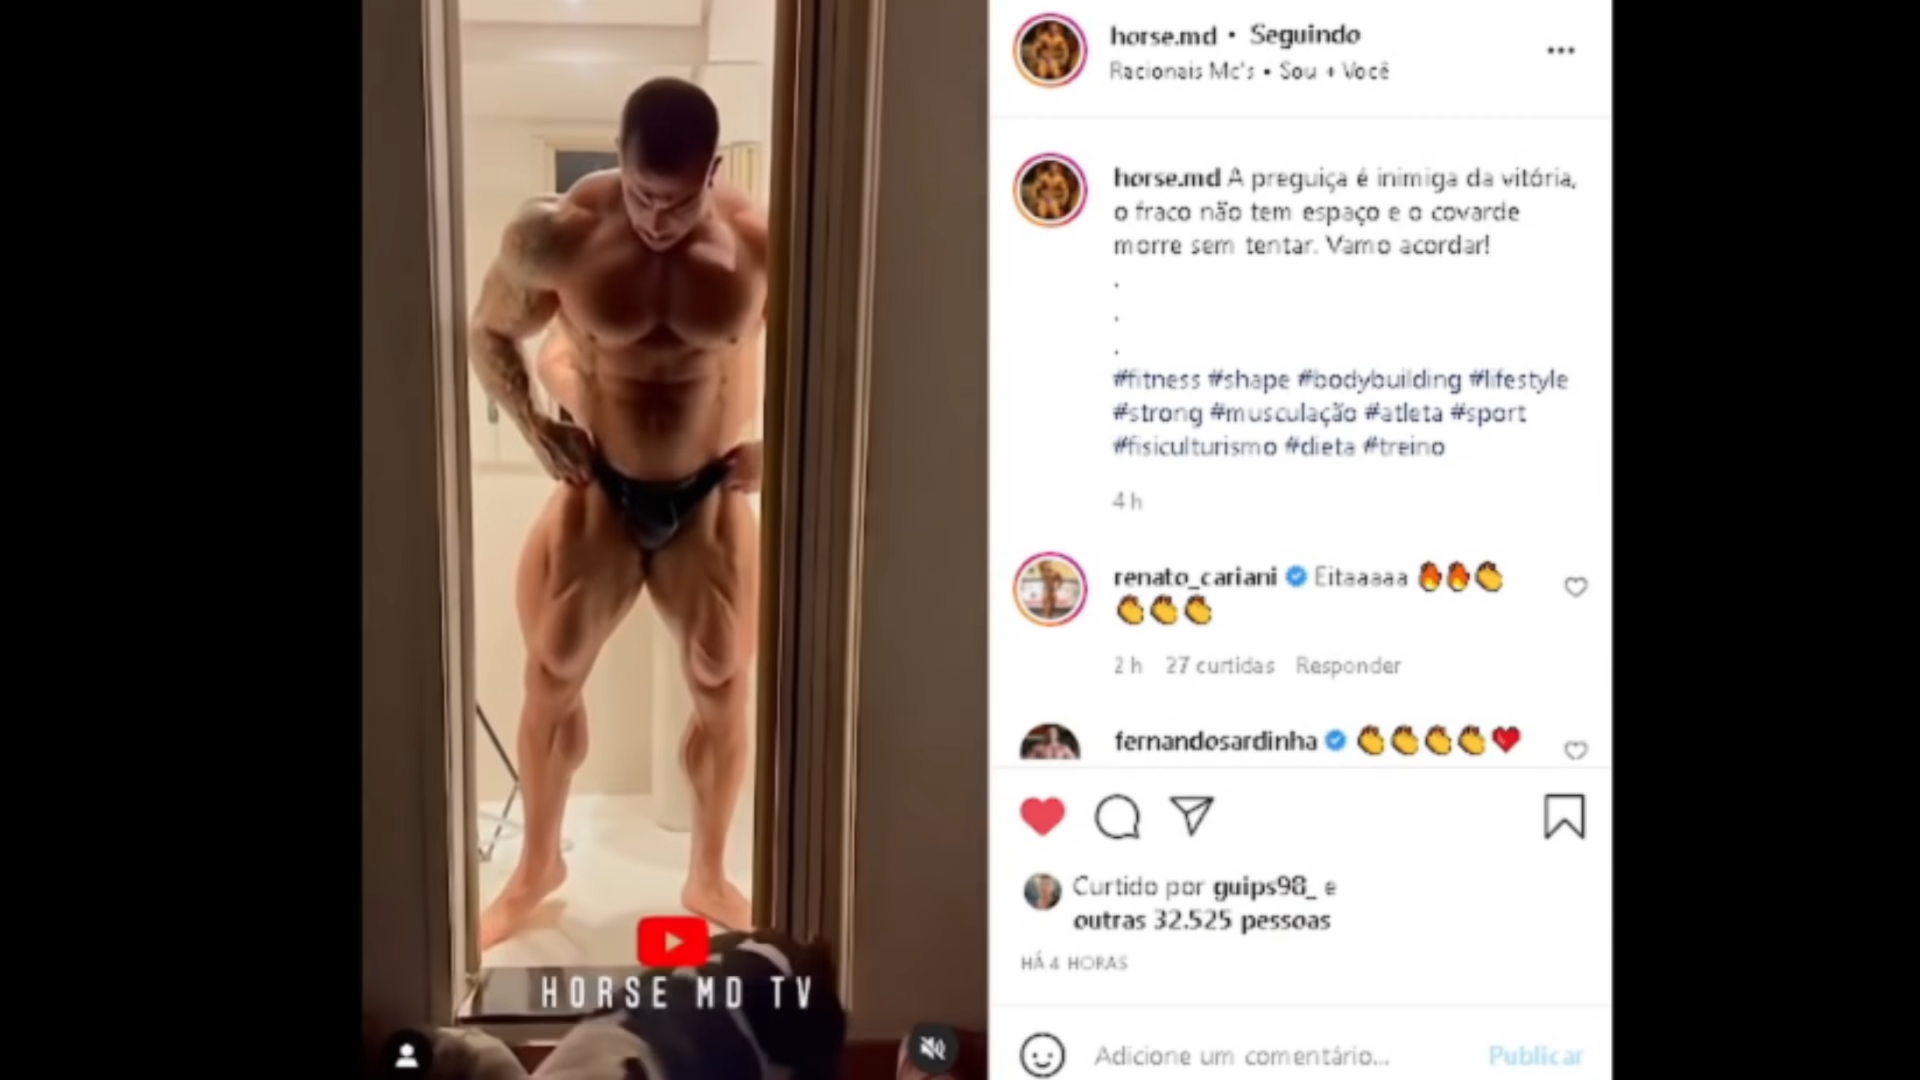 horse.md • Seguindo
Racionais Mc's • Sou + Você
horse.md A preguiça é inimiga da vitória,
o fraco não tem espaço e o covarde
morre sem tentar. Vamo acordar!
.
.
.
#fitness #shape #bodybuilding #lifestyle
#strong #musculação #atleta #sport
#fisiculturismo #dieta #treino
4 h
renato_cariani Eitaaaaa 🔥🔥👏
👏👏👏
2 h 27 curtidas Responder
fernandosardinha 👏👏👏👏❤️
Curtido por guips98_ e
outras 32.525 pessoas
HÁ 4 HORAS
Adicione um comentário... Publicar
HORSE MD TV